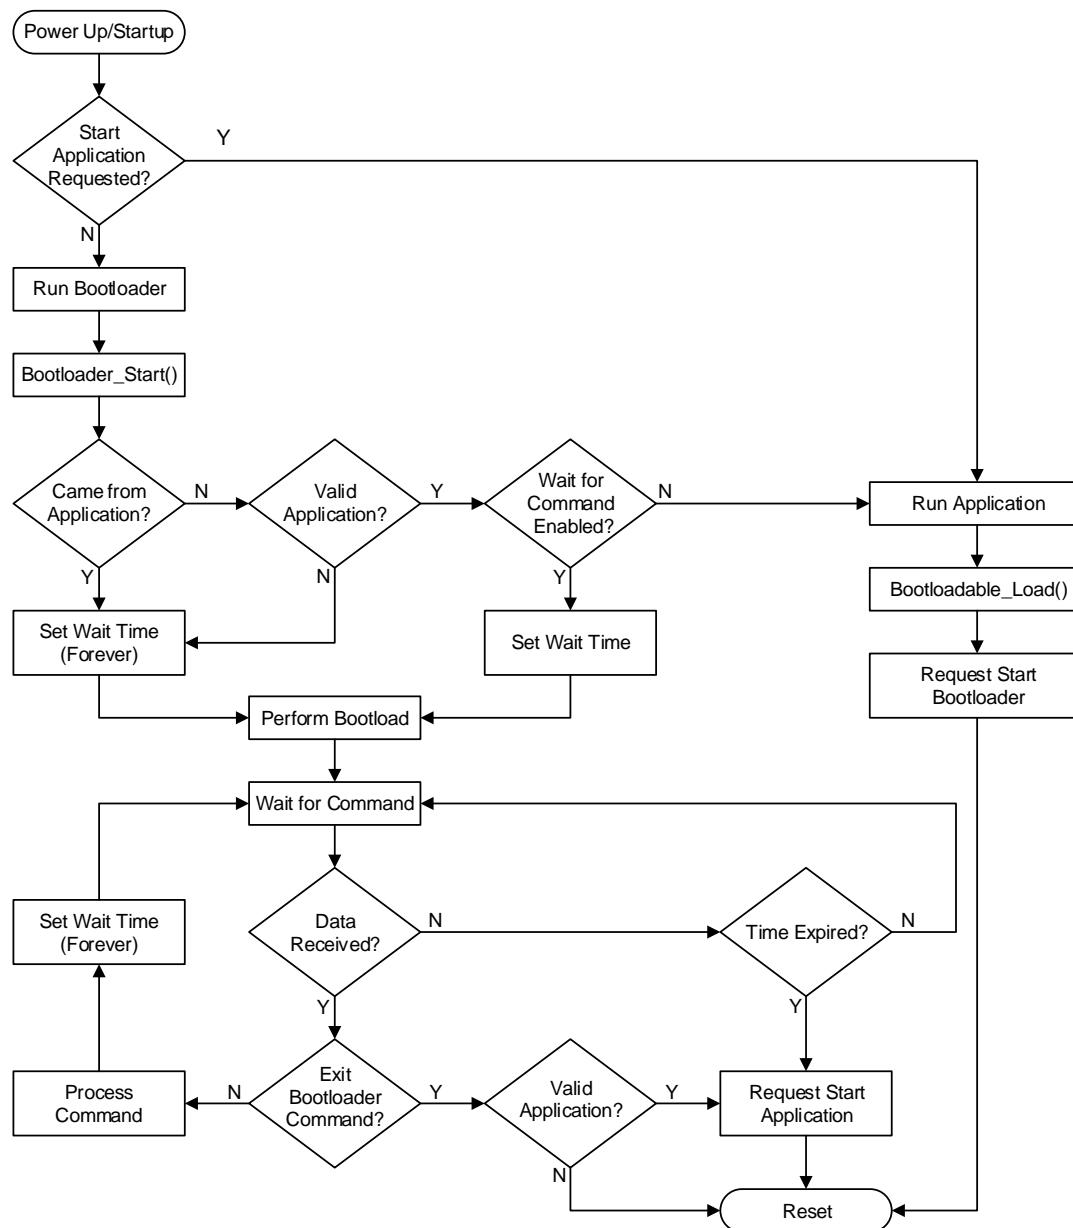 Power Up/Startup
Start
Application
Requested?
Y
N
Run Bootloader
Bootloader_Start()
Came from
Application?
N
Y
Valid
Application?
Y
N
Wait for
Command
Enabled?
N
Y
Run Application
Bootloadable_Load()
Set Wait Time
(Forever)
Set Wait Time
Request Start
Bootloader
Perform Bootload
Wait for Command
Set Wait Time
(Forever)
Data
Received?
N
Y
Time Expired?
N
Y
Process
Command
N
Exit
Bootloader
Command?
Y
Valid
Application?
Y
N
Request Start
Application
Reset